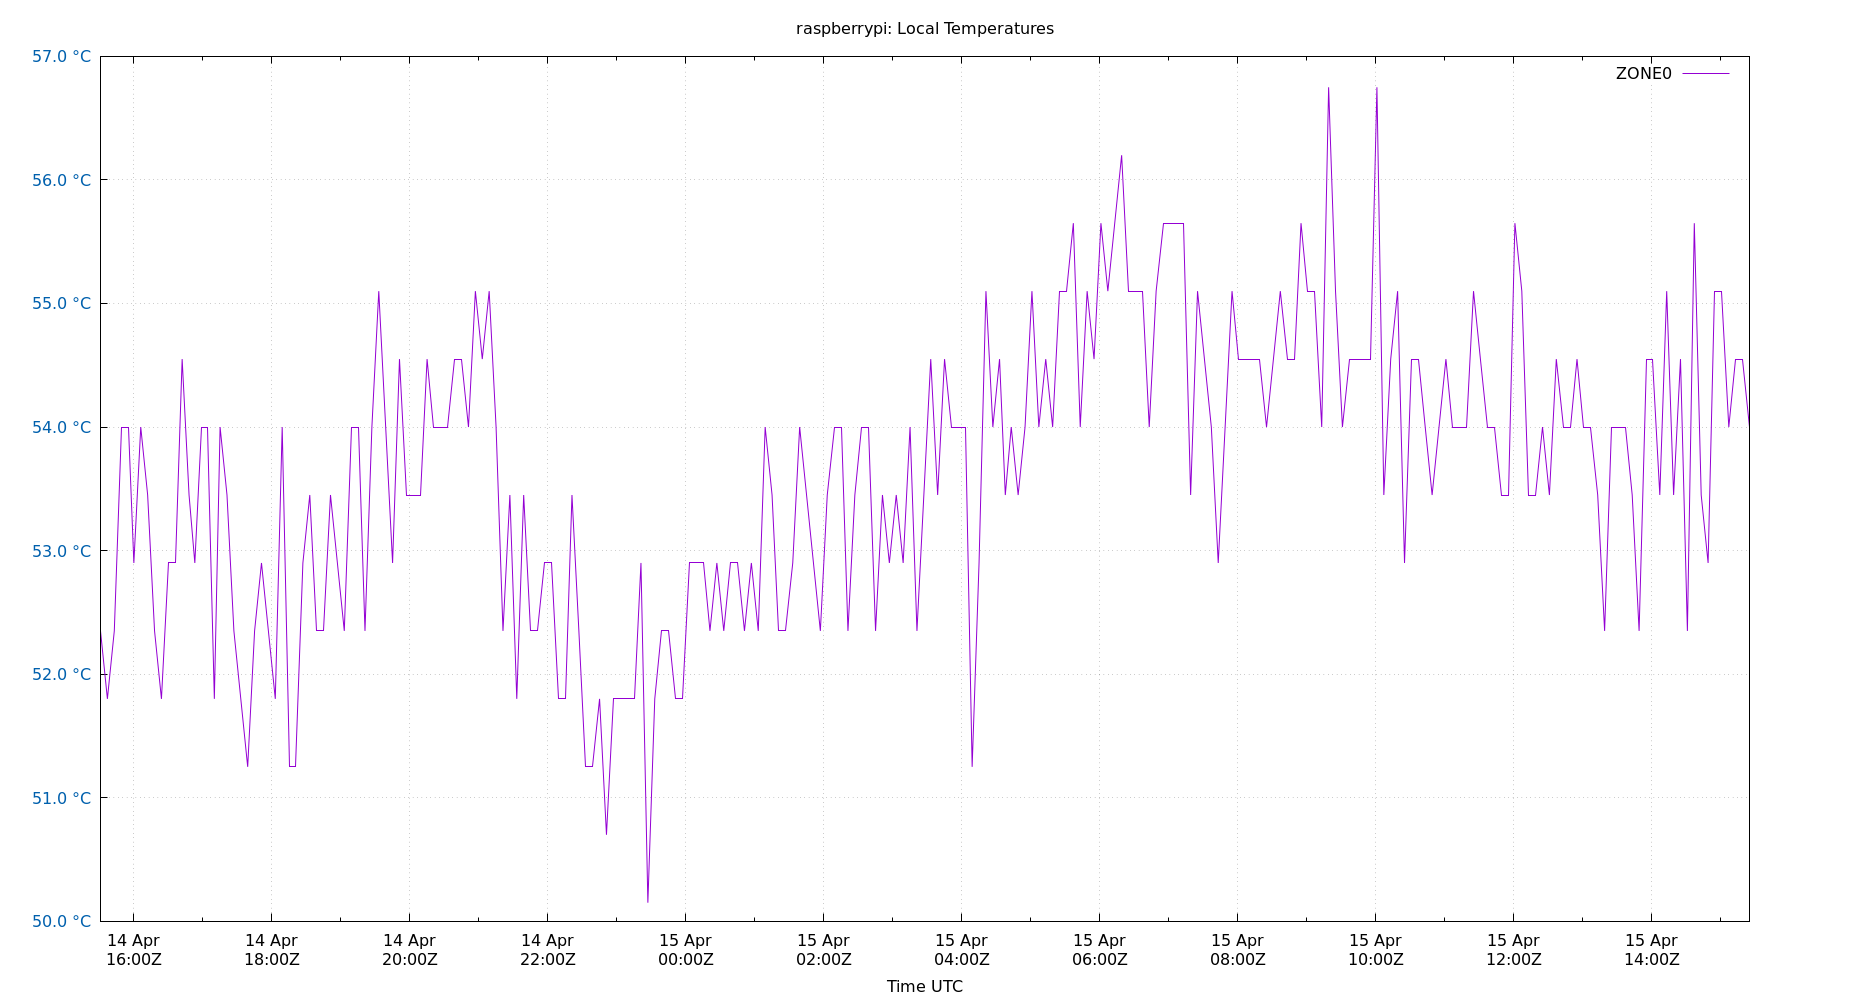 raspberrypi: Local Temperatures
ZONE0
57.0 °C
56.0 °C
55.0 °C
54.0 °C
53.0 °C
52.0 °C
51.0 °C
50.0 °C
14 Apr 14 Apr 14 Apr 14 Apr 15 Apr 15 Apr 15 Apr 15 Apr 15 Apr 15 Apr 15 Apr 15 Apr
16:00Z 18:00Z 20:00Z 22:00Z 00:00Z 02:00Z 04:00Z 06:00Z 08:00Z 10:00Z 12:00Z 14:00Z
Time UTC